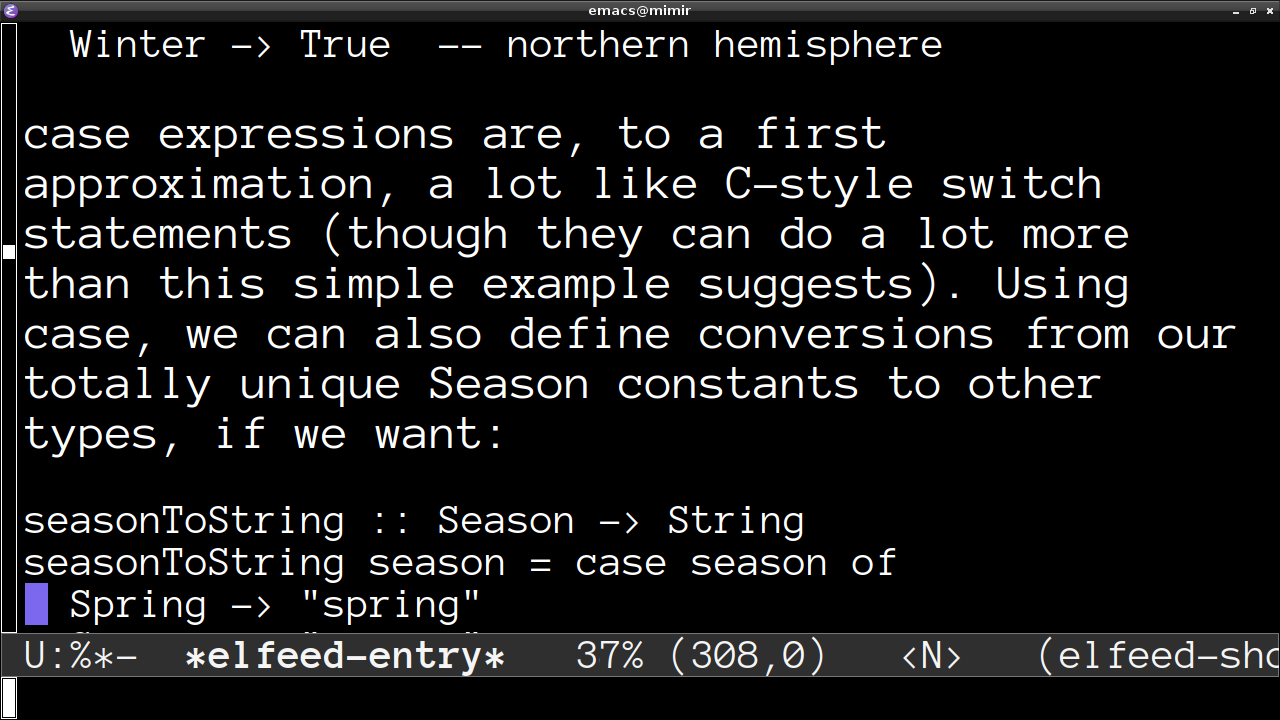 emacs@mimir
Winter -> True  -- northern hemisphere
case expressions are, to a first
approximation, a lot like C-style switch
statements (though they can do a lot more
than this simple example suggests). Using
case, we can also define conversions from our
totally unique Season constants to other
types, if we want:
seasonToString :: Season -> String
seasonToString season = case season of
Spring -> "spring"
U:%*-  *elfeed-entry*   37% (308,0)   <N>   (elfeed-sho